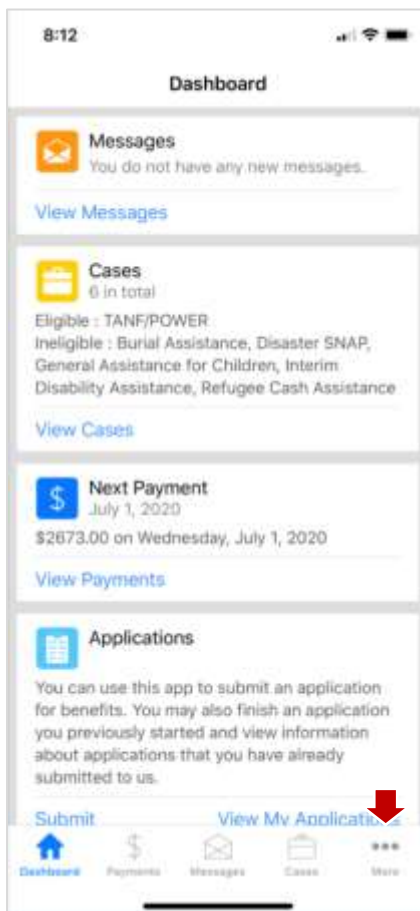 8:12
Dashboard
Messages
You do not have any new messages.
View Messages
Cases
6 in total
Eligible : TANF/POWER
Ineligible : Burial Assistance, Disaster SNAP,
General Assistance for Children, Interim
Disability Assistance, Refugee Cash Assistance
View Cases
$ Next Payment
July 1, 2020
$2673.00 on Wednesday, July 1, 2020
View Payments
Applications
You can use this app to submit an application
for benefits. You may also finish an application
you previously started and view information
about applications that you have already
submitted to us.
Submit View My Applications
$
Dashboard Payments Messages Cases More